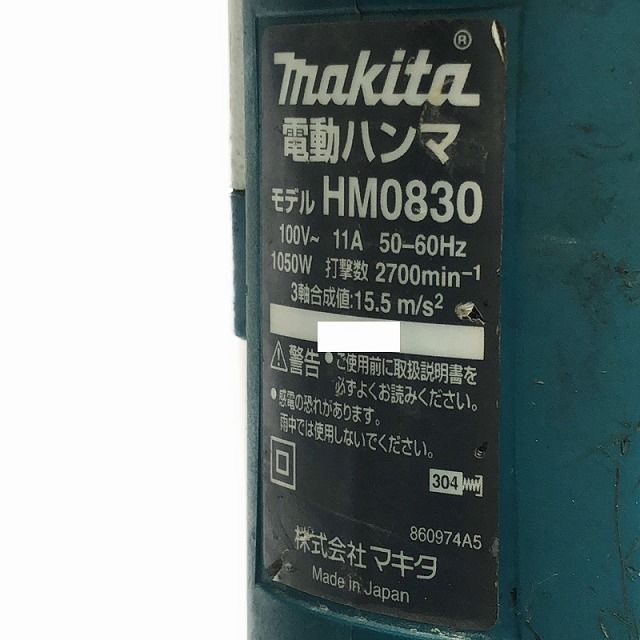 makita®
電動ハンマ
モデル HM0830
100V~ 11A 50–60Hz
1050W 打撃数 2700min⁻¹
3軸合成値:15.5 m/s²
⚠警告 ●ご使用前に取扱説明書を
必ずよくお読みください。
●感電の恐れがあります。
雨中では使用しないでください。
304
860974A5
株式会社 マキタ
Made in Japan